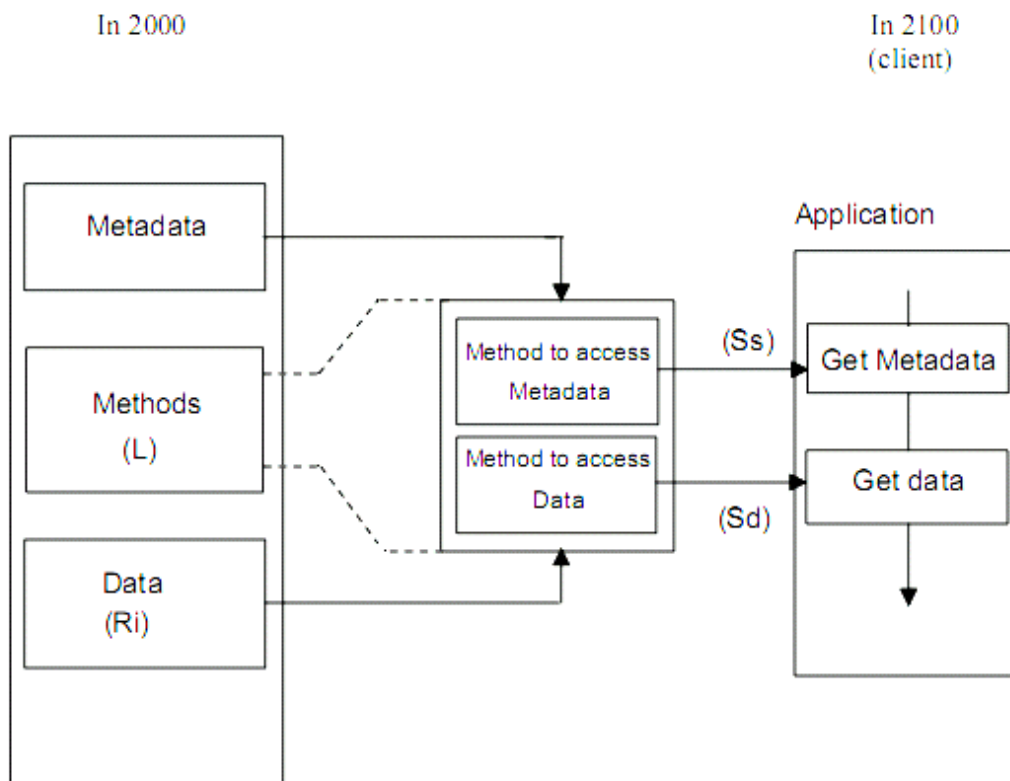 In 2000
In 2100
(client)
Metadata
Application
Method to access
Metadata
(Ss)
Get Metadata
Methods
(L)
Method to access
Data
(Sd)
Get data
Data
(Ri)